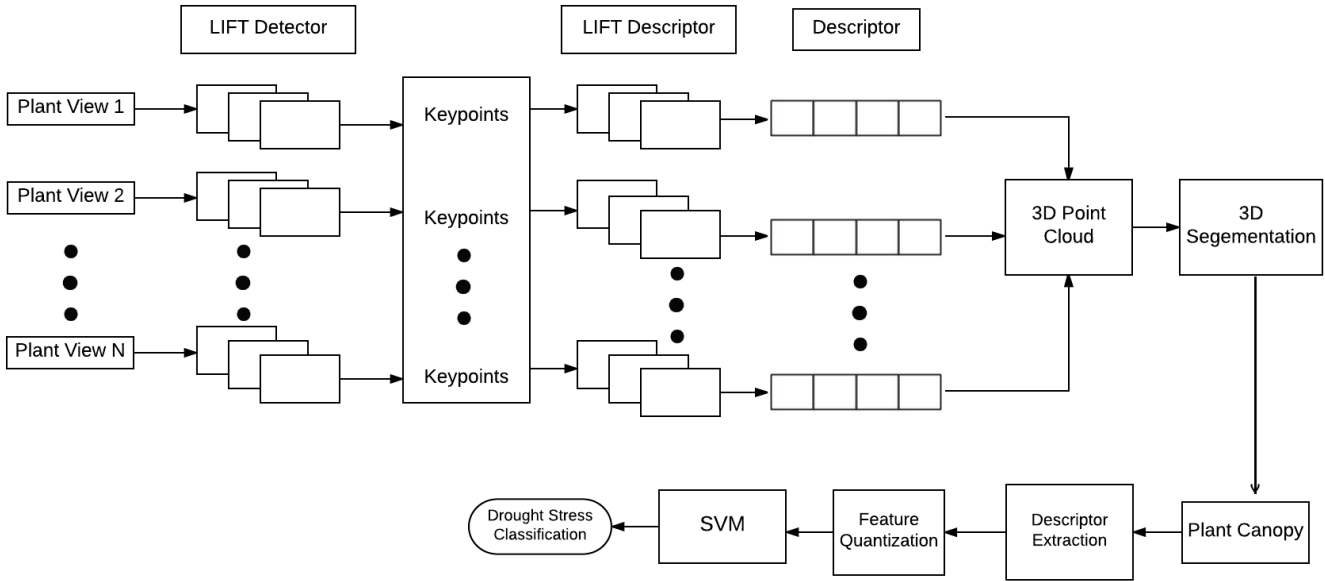 LIFT Detector
LIFT Descriptor
Descriptor
Plant View 1
Keypoints
Plant View 2
Keypoints
3D Point
Cloud
3D
Segementation
Plant View N
Keypoints
Drought Stress
Classification
SVM
Feature
Quantization
Descriptor
Extraction
Plant Canopy